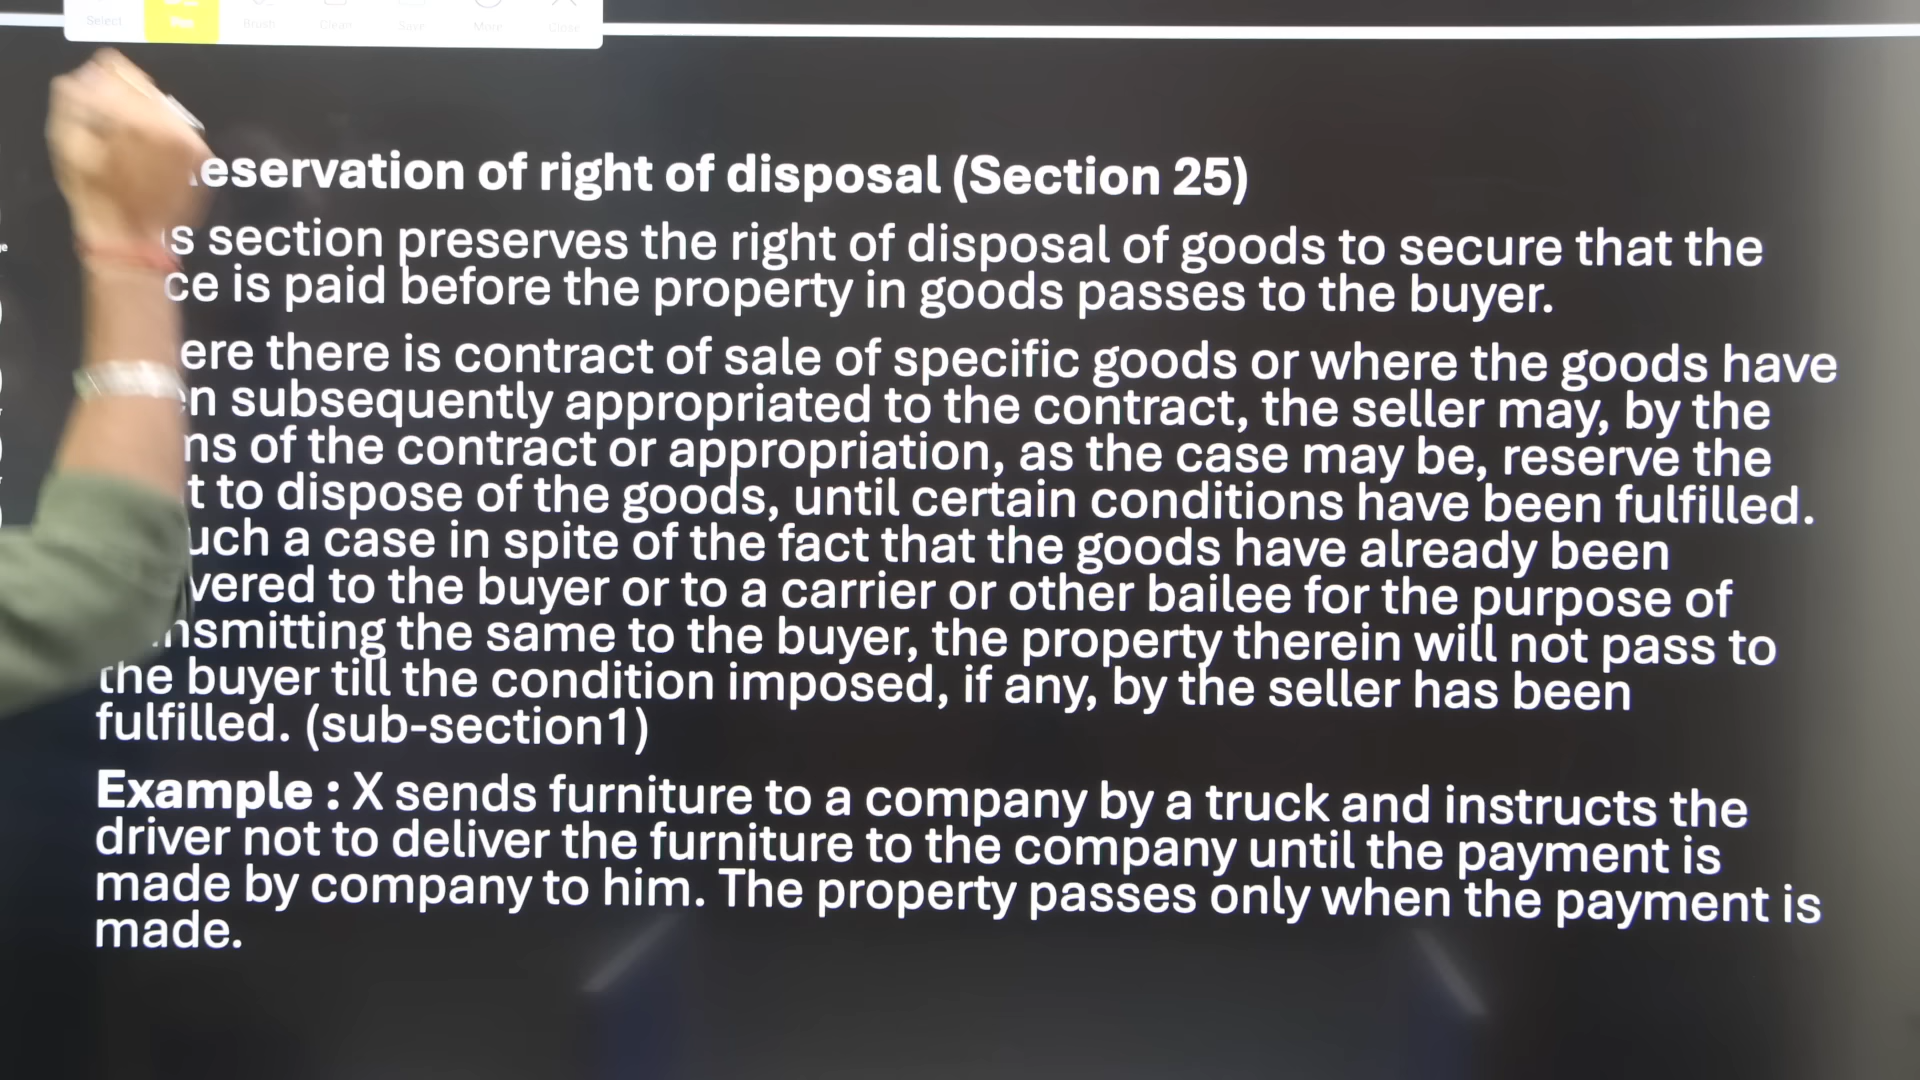 Select Pen Brush Clean Save More Close
eservation of right of disposal (Section 25)
s section preserves the right of disposal of goods to secure that the
ce is paid before the property in goods passes to the buyer.
ere there is contract of sale of specific goods or where the goods have
n subsequently appropriated to the contract, the seller may, by the
ms of the contract or appropriation, as the case may be, reserve the
t to dispose of the goods, until certain conditions have been fulfilled.
uch a case in spite of the fact that the goods have already been
vered to the buyer or to a carrier or other bailee for the purpose of
nsmitting the same to the buyer, the property therein will not pass to
the buyer till the condition imposed, if any, by the seller has been
fulfilled. (sub-section1)
Example : X sends furniture to a company by a truck and instructs the
driver not to deliver the furniture to the company until the payment is
made by company to him. The property passes only when the payment is
made.